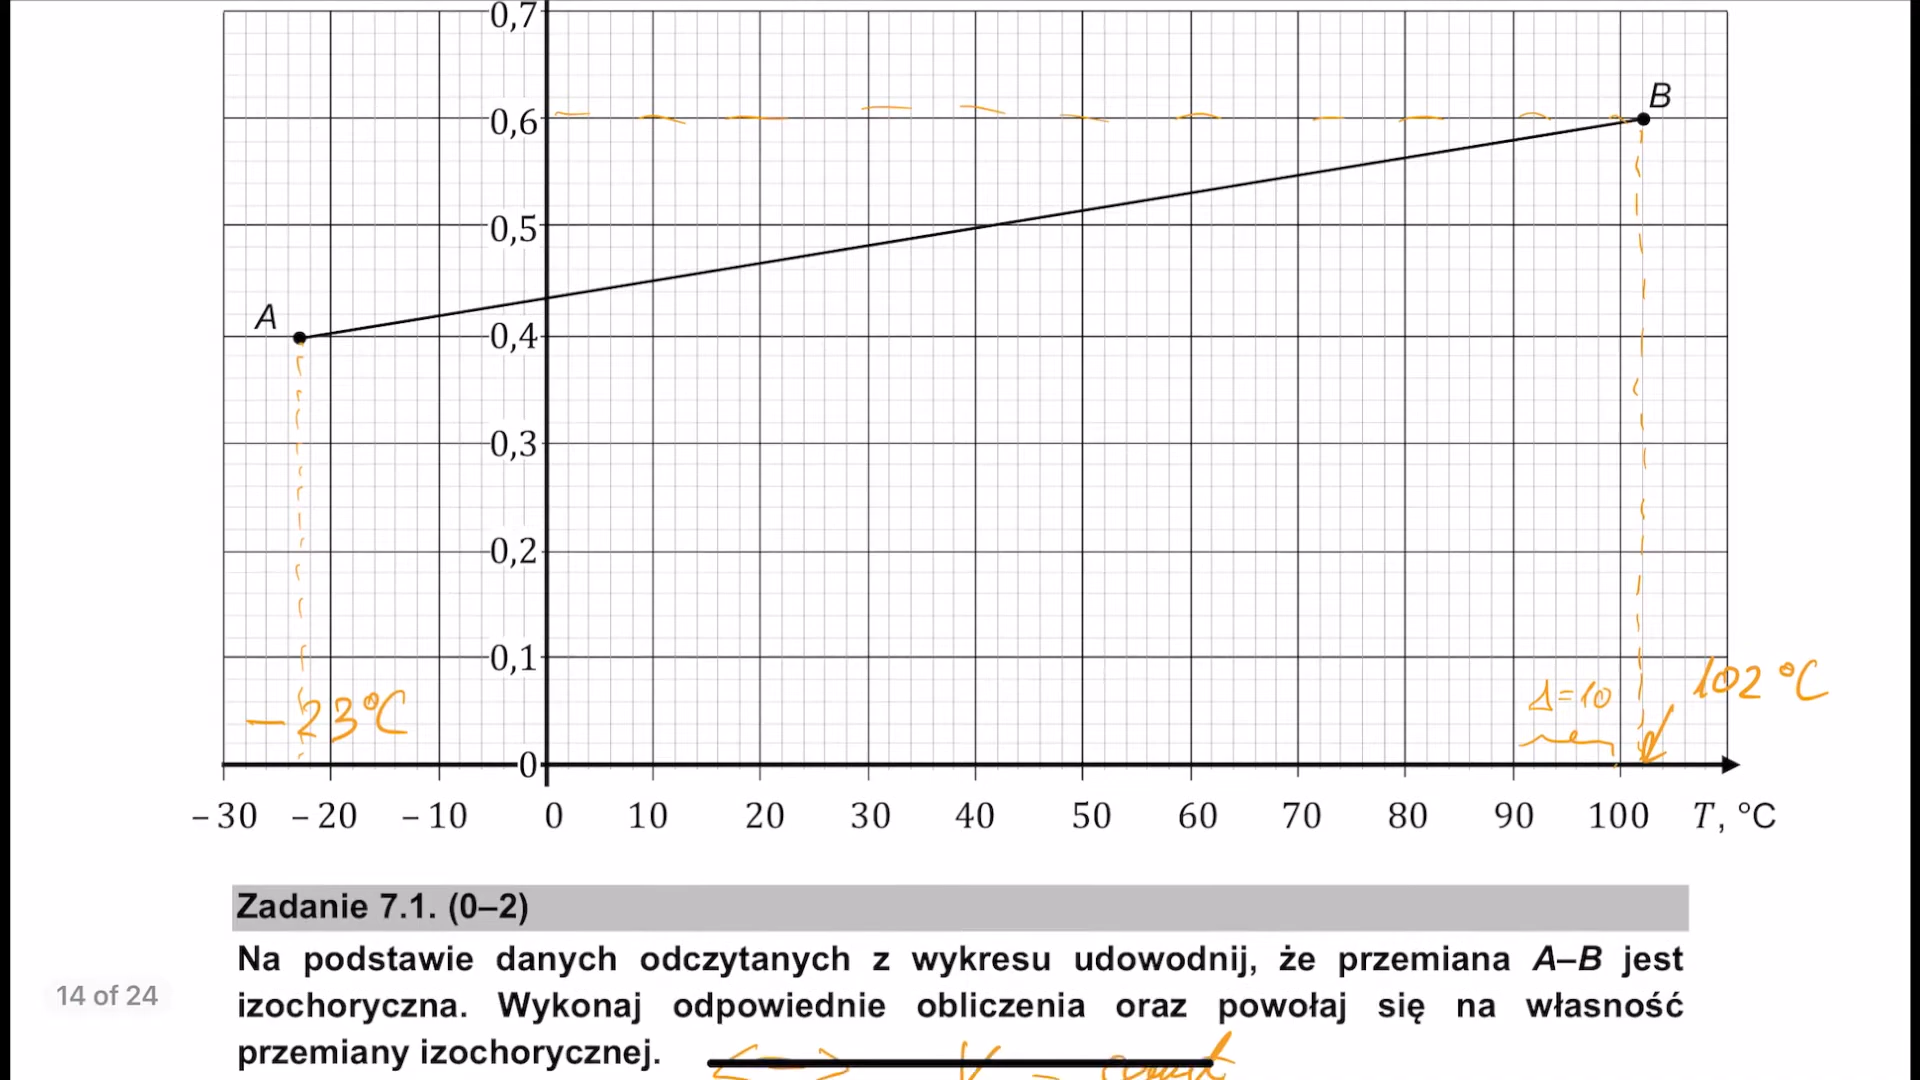 0,7
B
0,6
0,5
A
0,4
0,3
0,2
0,1
102 °C
Δ=10
−23°C
0
−30 −20 −10 0 10 20 30 40 50 60 70 80 90 100 T, °C
Zadanie 7.1. (0–2)
Na podstawie danych odczytanych z wykresu udowodnij, że przemiana A–B jest
izochoryczna. Wykonaj odpowiednie obliczenia oraz powołaj się na własność
przemiany izochorycznej.
14 of 24